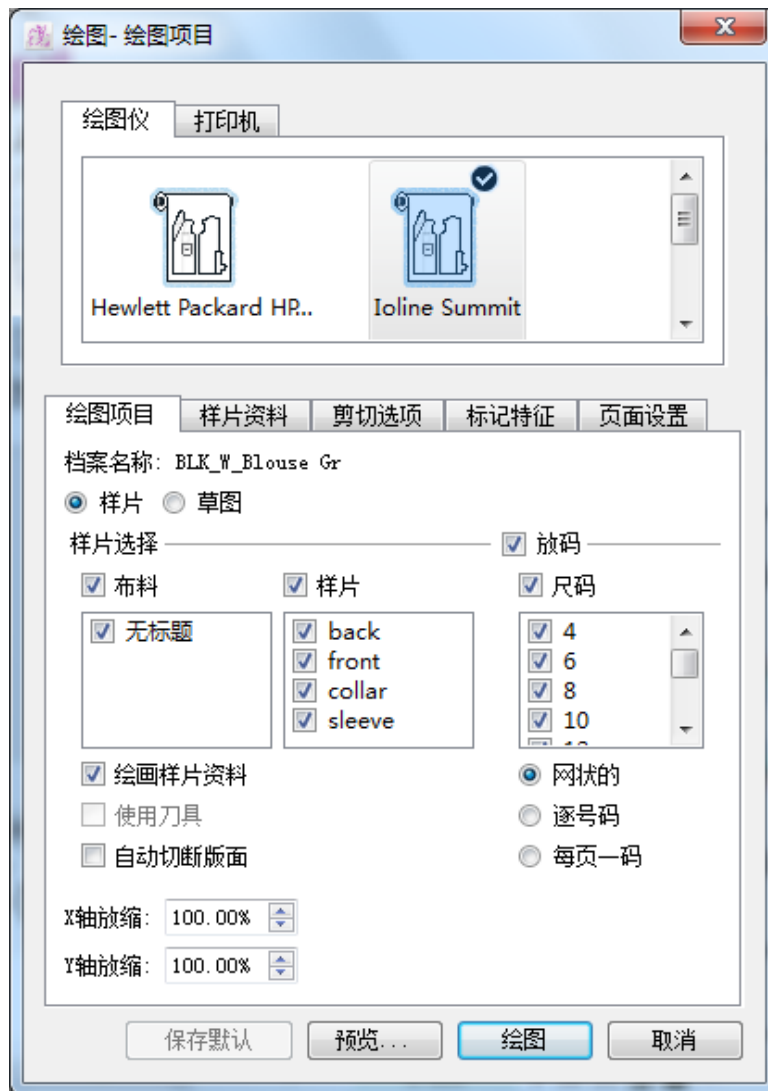 绘图- 绘图项目
绘图仪 打印机
Hewlett Packard HP... Ioline Summit
绘图项目 样片资料 剪切选项 标记特征 页面设置
档案名称: BLK_W_Blouse Gr
样片 草图
样片选择 放码
布料 样片 尺码
无标题 back 4
front 6
collar 8
sleeve 10
绘画样片资料 网状的
使用刀具 逐号码
自动切断版面 每页一码
X轴放缩: 100.00%
Y轴放缩: 100.00%
保存默认 预览... 绘图 取消